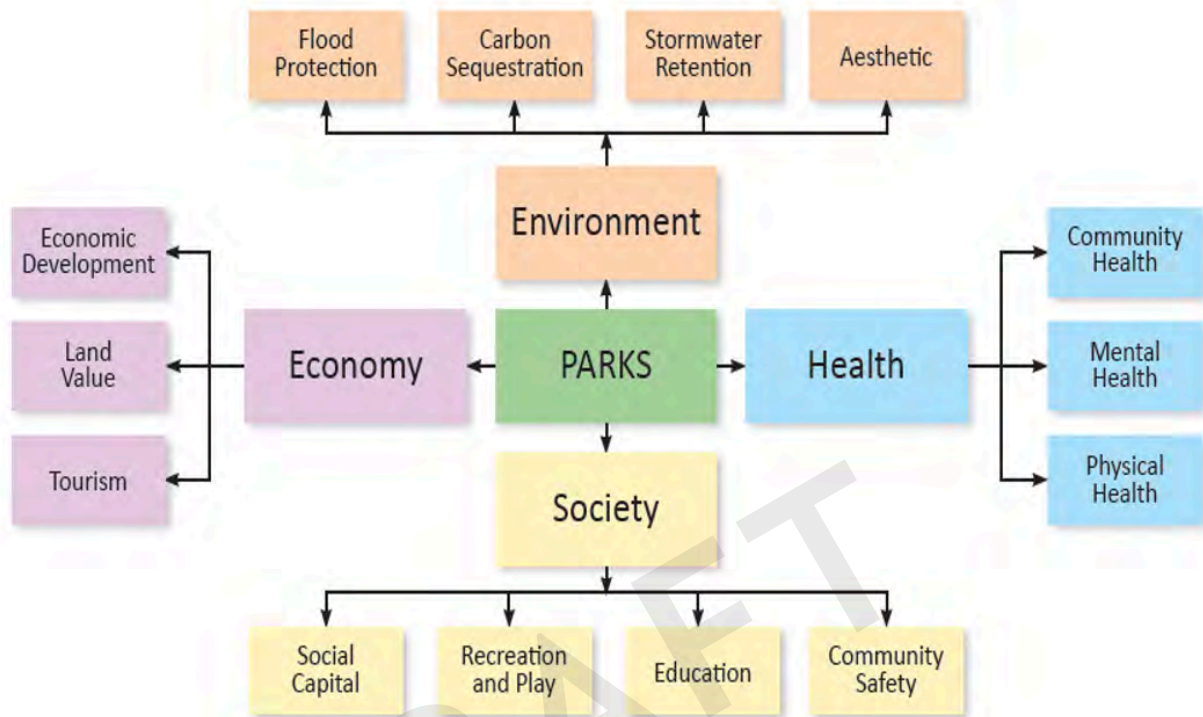 Flood
Protection
Carbon
Sequestration
Stormwater
Retention
Aesthetic
Environment
Economic
Development
Land
Value
Tourism
Economy
PARKS
Health
Community
Health
Mental
Health
Physical
Health
Society
Social
Capital
Recreation
and Play
Education
Community
Safety
DRAFT